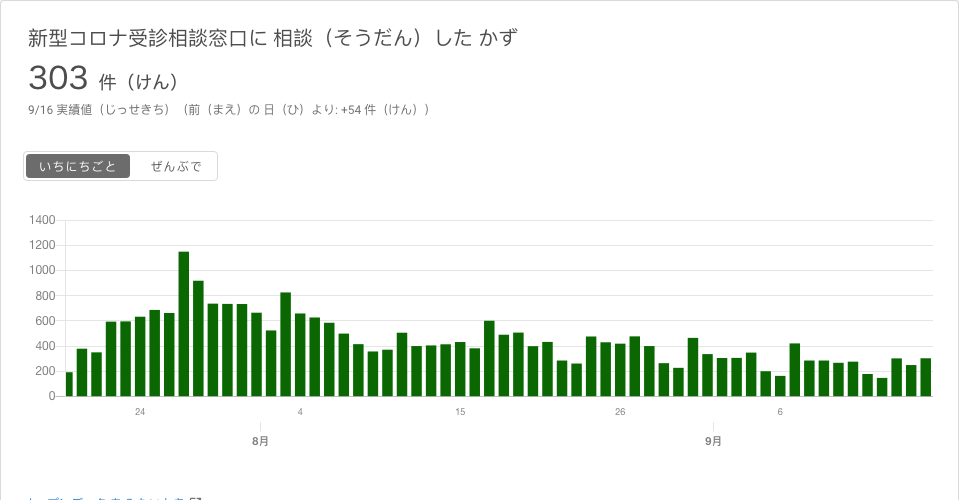 新型コロナ受診相談窓口に 相談（そうだん）した かず
303 件（けん）
9/16 実績値（じっせきち）（前（まえ）の 日（ひ）より: +54 件（けん））
いちにちごと ぜんぶで
1400
1200
1000
800
600
400
200
0
24 4 15 26 6
8月 9月